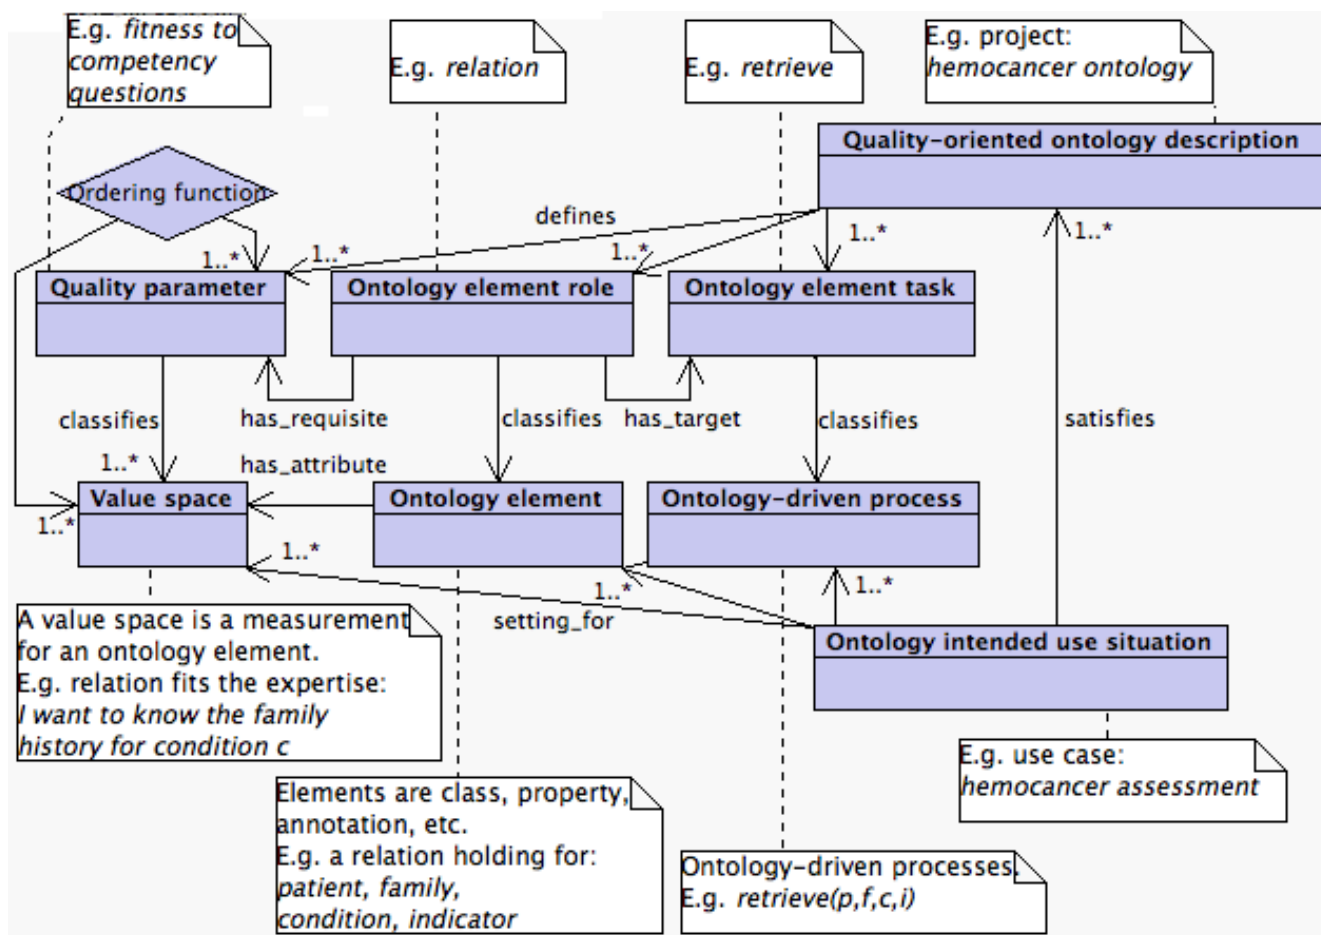 E.g. fitness to
competency
questions
E.g. relation
E.g. retrieve
E.g. project:
hemocancer ontology
Quality-oriented ontology description
Ordering function
defines
1..*
1..*
1..*
1..*
1..*
Quality parameter
Ontology element role
Ontology element task
classifies
has_requisite
classifies
has_target
classifies
satisfies
1..*
has_attribute
Value space
Ontology element
Ontology-driven process
1..*
1..*
1..*
1..*
setting_for
Ontology intended use situation
A value space is a measurement
for an ontology element.
E.g. relation fits the expertise:
I want to know the family
history for condition c
E.g. use case:
hemocancer assessment
Elements are class, property,
annotation, etc.
E.g. a relation holding for:
patient, family,
condition, indicator
Ontology-driven processes.
E.g. retrieve(p,f,c,i)